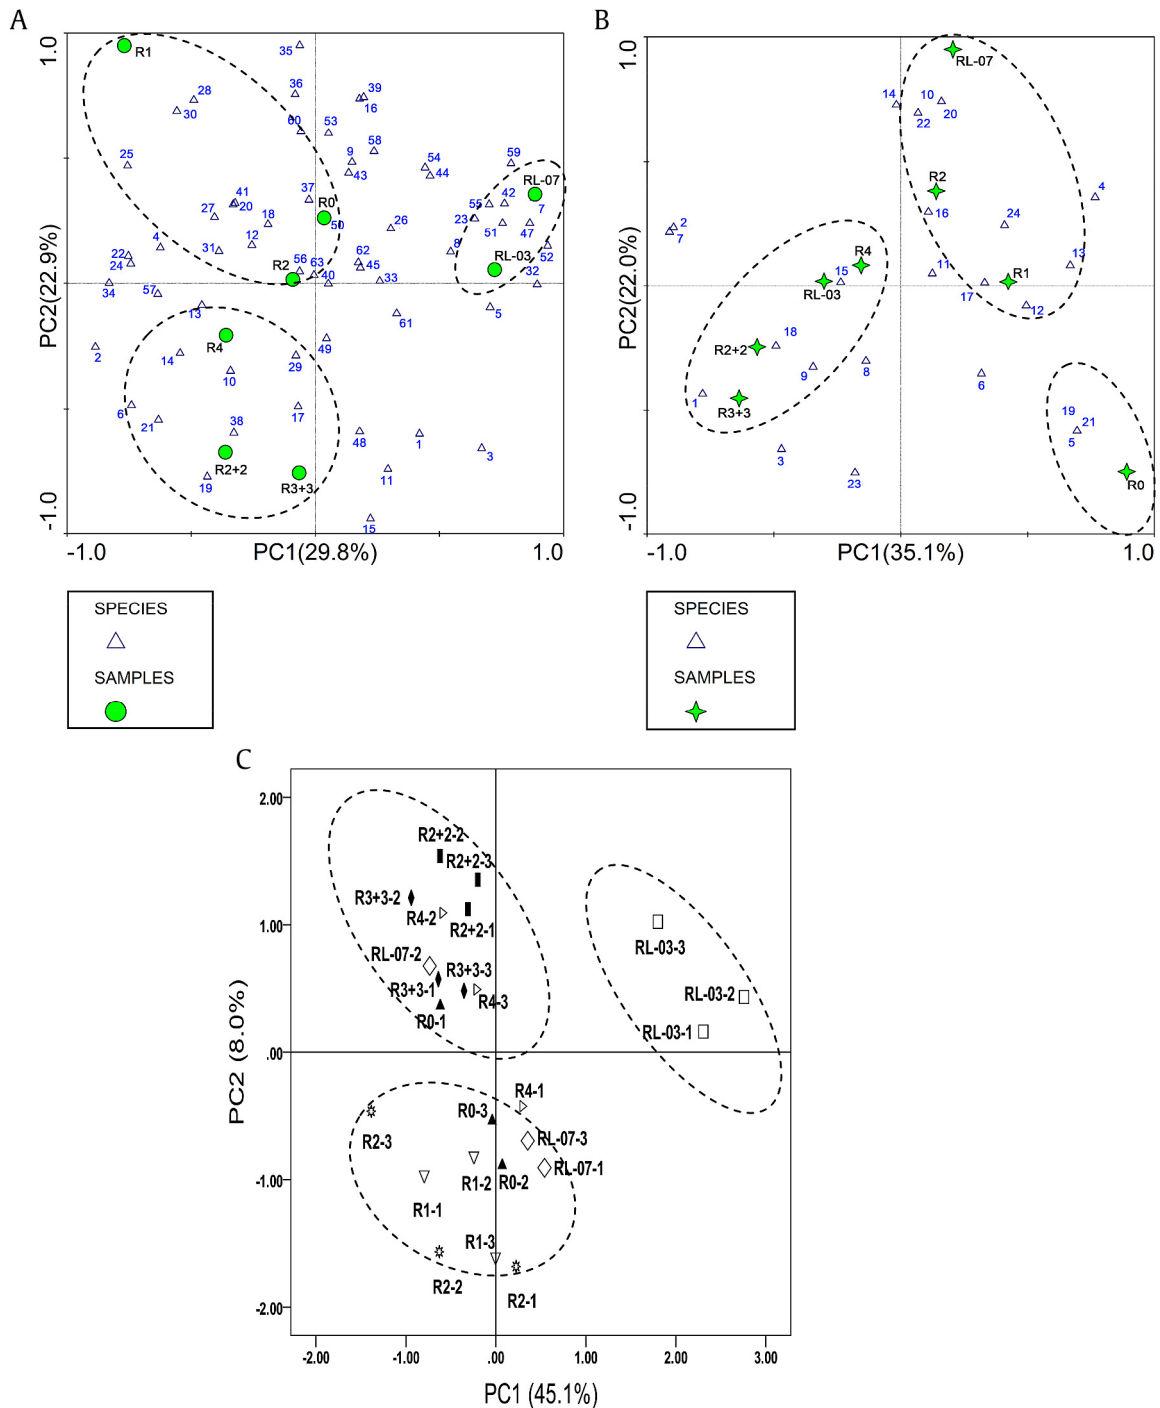 A
1.0
PC2(22.9%)
-1.0
R1
35
28
30
36
39
16
60
53
58
25
9
43
54
44
59
RL-07
41
20
37
R0
50
55
42
7
27
18
26
23
51
47
4
12
31
8
52
22
24
56
63
62
45
RL-03
32
34
R2
40
33
57
13
5
61
R4
49
2
14
10
29
6
21
38
17
48
1
3
R2+2
19
R3+3
11
15
-1.0
PC1(29.8%)
1.0
SPECIES
SAMPLES
B
1.0
PC2(22.0%)
-1.0
RL-07
14
10
20
22
R2
4
16
24
2
7
R4
13
15
11
RL-03
17
R1
12
18
R2+2
9
8
6
1
R3+3
19
21
5
3
23
R0
-1.0
PC1(35.1%)
1.0
SPECIES
SAMPLES
C
2.00
1.00
.00
-1.00
-2.00
PC2 (8.0%)
R2+2-2
R2+2-3
R3+3-2
R4-2
R2+2-1
RL-03-3
RL-07-2
R3+3-3
R3+3-1
R4-3
RL-03-2
R0-1
RL-03-1
R4-1
R0-3
R2-3
RL-07-3
RL-07-1
R1-2
R0-2
R1-1
R1-3
R2-2
R2-1
-2.00
-1.00
.00
1.00
2.00
3.00
PC1 (45.1%)